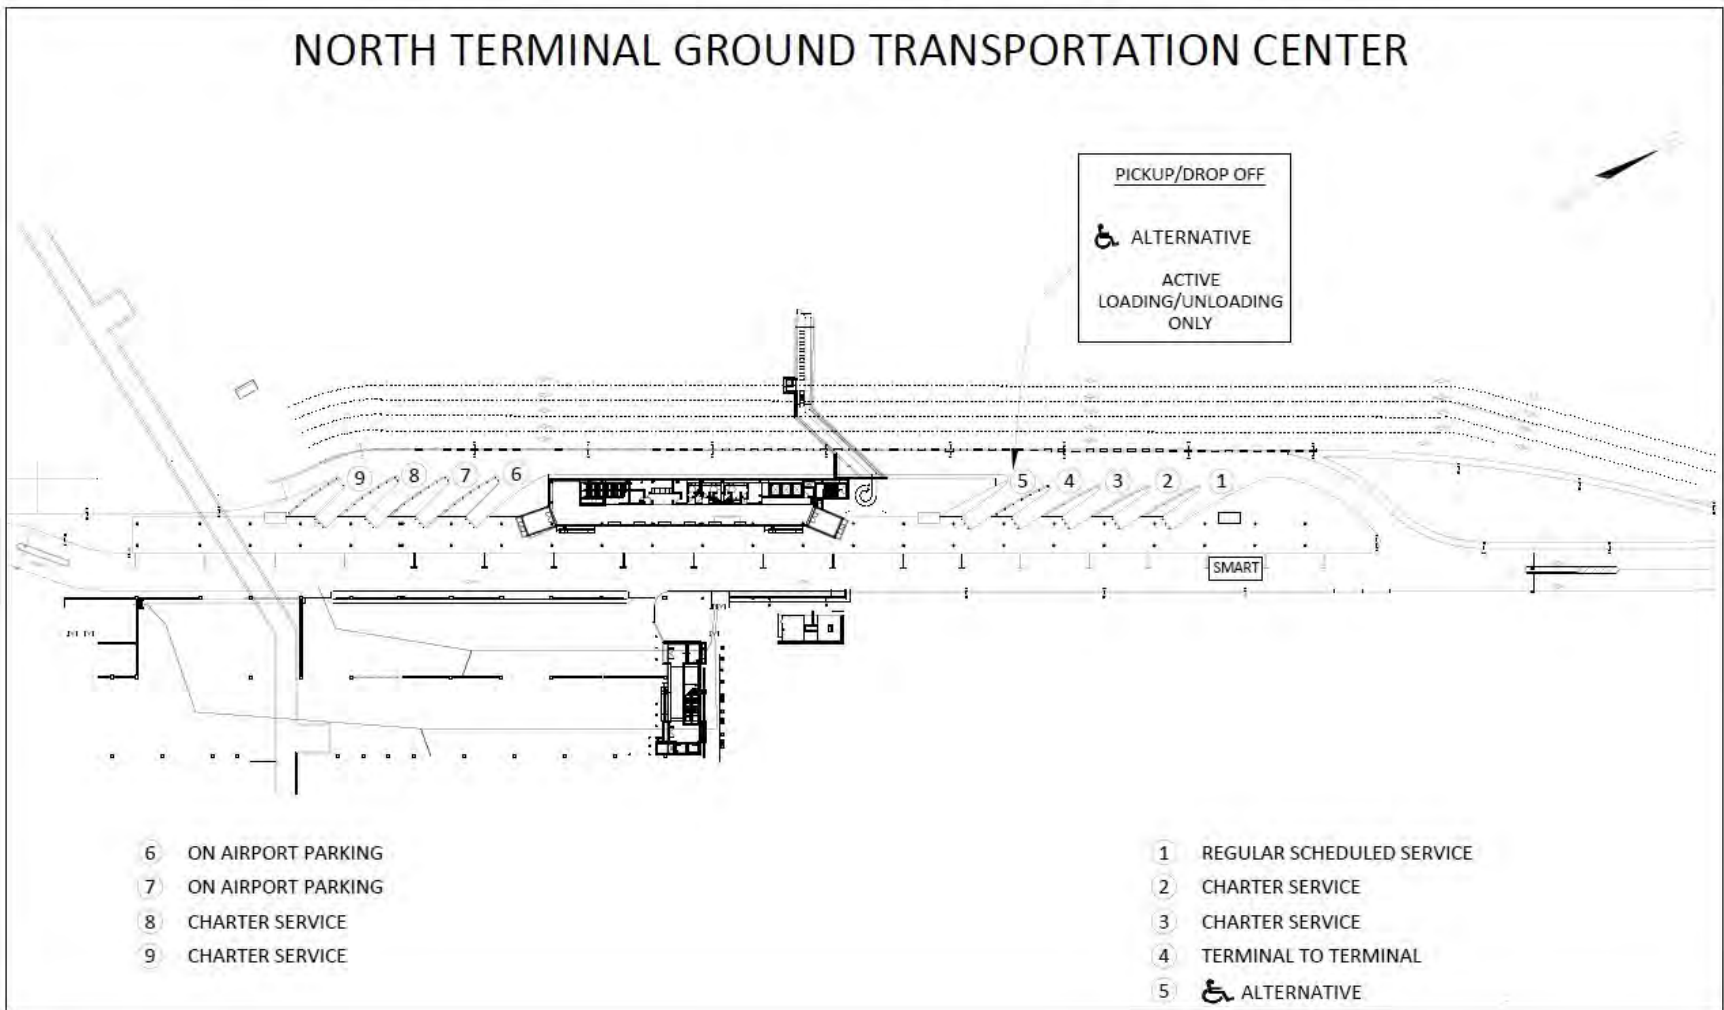 NORTH TERMINAL GROUND TRANSPORTATION CENTER
PICKUP/DROP OFF
ALTERNATIVE
ACTIVE
LOADING/UNLOADING
ONLY
9 8 7 6 5 4 3 2 1
SMART
6 ON AIRPORT PARKING
7 ON AIRPORT PARKING
8 CHARTER SERVICE
9 CHARTER SERVICE
1 REGULAR SCHEDULED SERVICE
2 CHARTER SERVICE
3 CHARTER SERVICE
4 TERMINAL TO TERMINAL
5 ALTERNATIVE